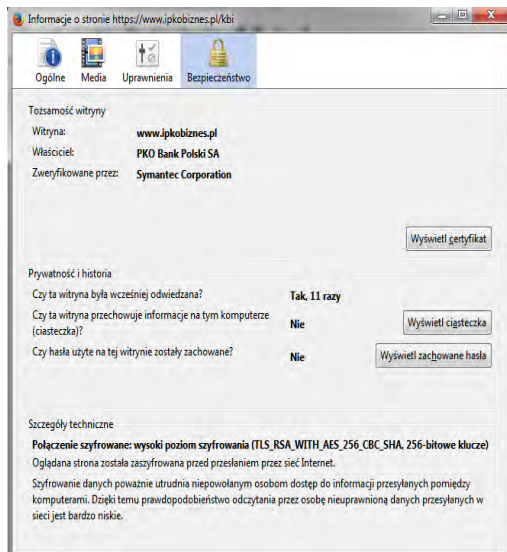 Informacje o stronie https://www.ipkobiznes.pl/kbi
Ogólne Media Uprawnienia Bezpieczeństwo
Tożsamość witryny
Witryna: www.ipkobiznes.pl
Właściciel: PKO Bank Polski SA
Zweryfikowane przez: Symantec Corporation
Wyświetl certyfikat
Prywatność i historia
Czy ta witryna była wcześniej odwiedzana? Tak, 11 razy
Czy ta witryna przechowuje informacje na tym komputerze
(ciasteczka)? Nie Wyświetl ciasteczka
Czy hasła użyte na tej witrynie zostały zachowane? Nie Wyświetl zachowane hasła
Szczegóły techniczne
Połączenie szyfrowane: wysoki poziom szyfrowania (TLS_RSA_WITH_AES_256_CBC_SHA, 256-bitowe klucze)
Oglądana strona została zaszyfrowana przed przesłaniem przez sieć Internet.
Szyfrowanie danych poważnie utrudnia niepowołanym osobom dostęp do informacji przesyłanych pomiędzy
komputerami. Dzięki temu prawdopodobieństwo odczytania przez osobę nieuprawnioną danych przesyłanych w
sieci jest bardzo niskie.